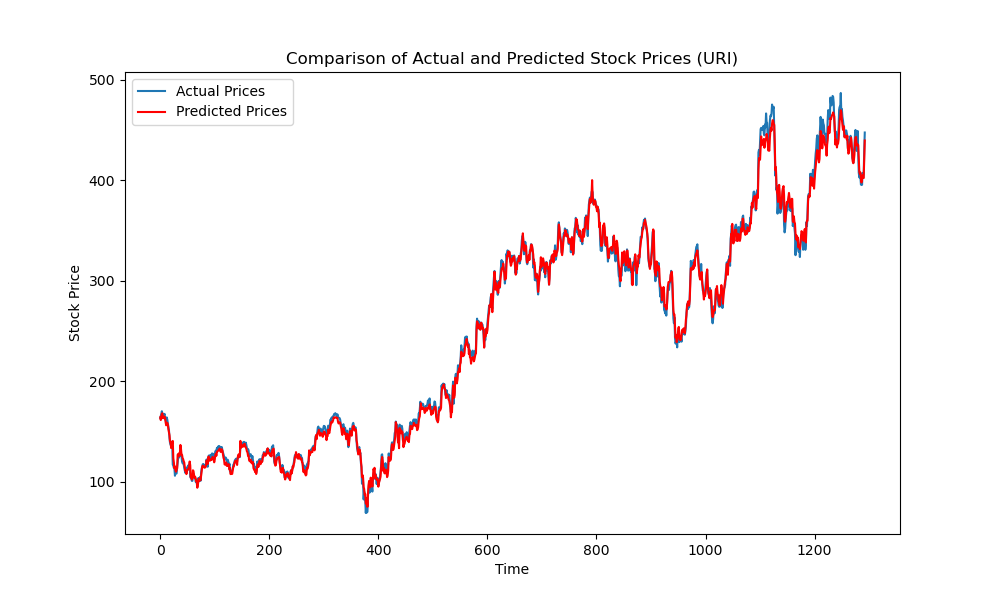 Comparison of Actual and Predicted Stock Prices (URI)
Actual Prices
Predicted Prices
500
400
300
200
100
Stock Price
0 200 400 600 800 1000 1200
Time